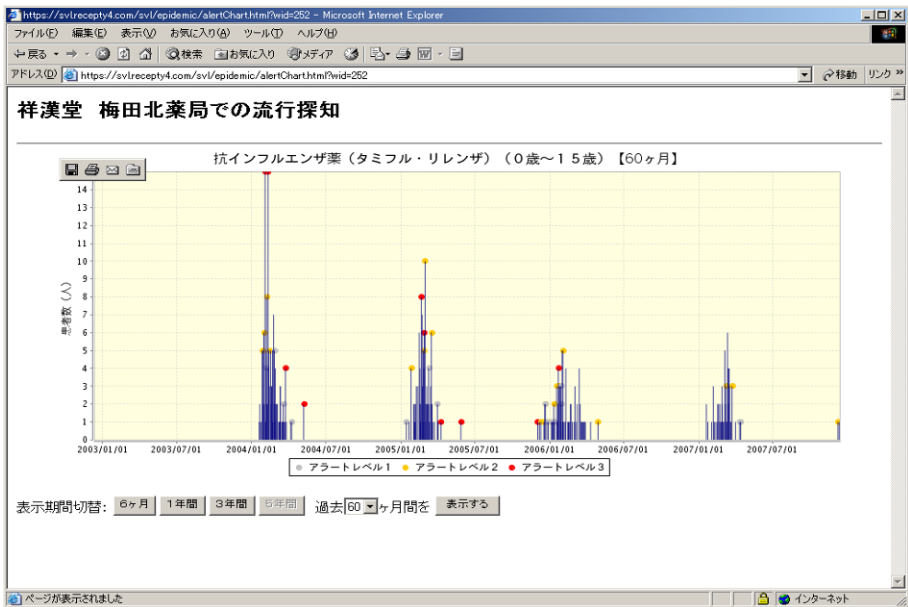 https://svl.recepty4.com/svl/epidemic/alertChart.html?wid=252 - Microsoft Internet Explorer
ファイル(F) 編集(E) 表示(V) お気に入り(A) ツール(T) ヘルプ(H)
戻る 検索 お気に入り メディア
アドレス(D) https://svl.recepty4.com/svl/epidemic/alertChart.html?wid=252 移動 リンク »
祥漢堂 梅田北薬局での流行探知
抗インフルエンザ薬（タミフル・リレンザ）（０歳～１５歳）【60ヶ月】
患者数（人）
14
13
12
11
10
9
8
7
6
5
4
3
2
1
0
2003/01/01 2003/07/01 2004/01/01 2004/07/01 2005/01/01 2005/07/01 2006/01/01 2006/07/01 2007/01/01 2007/07/01
アラートレベル１ アラートレベル２ アラートレベル３
表示期間切替: 6ヶ月 1年間 3年間 5年間 過去60ヶ月間を 表示する
ページが表示されました インターネット